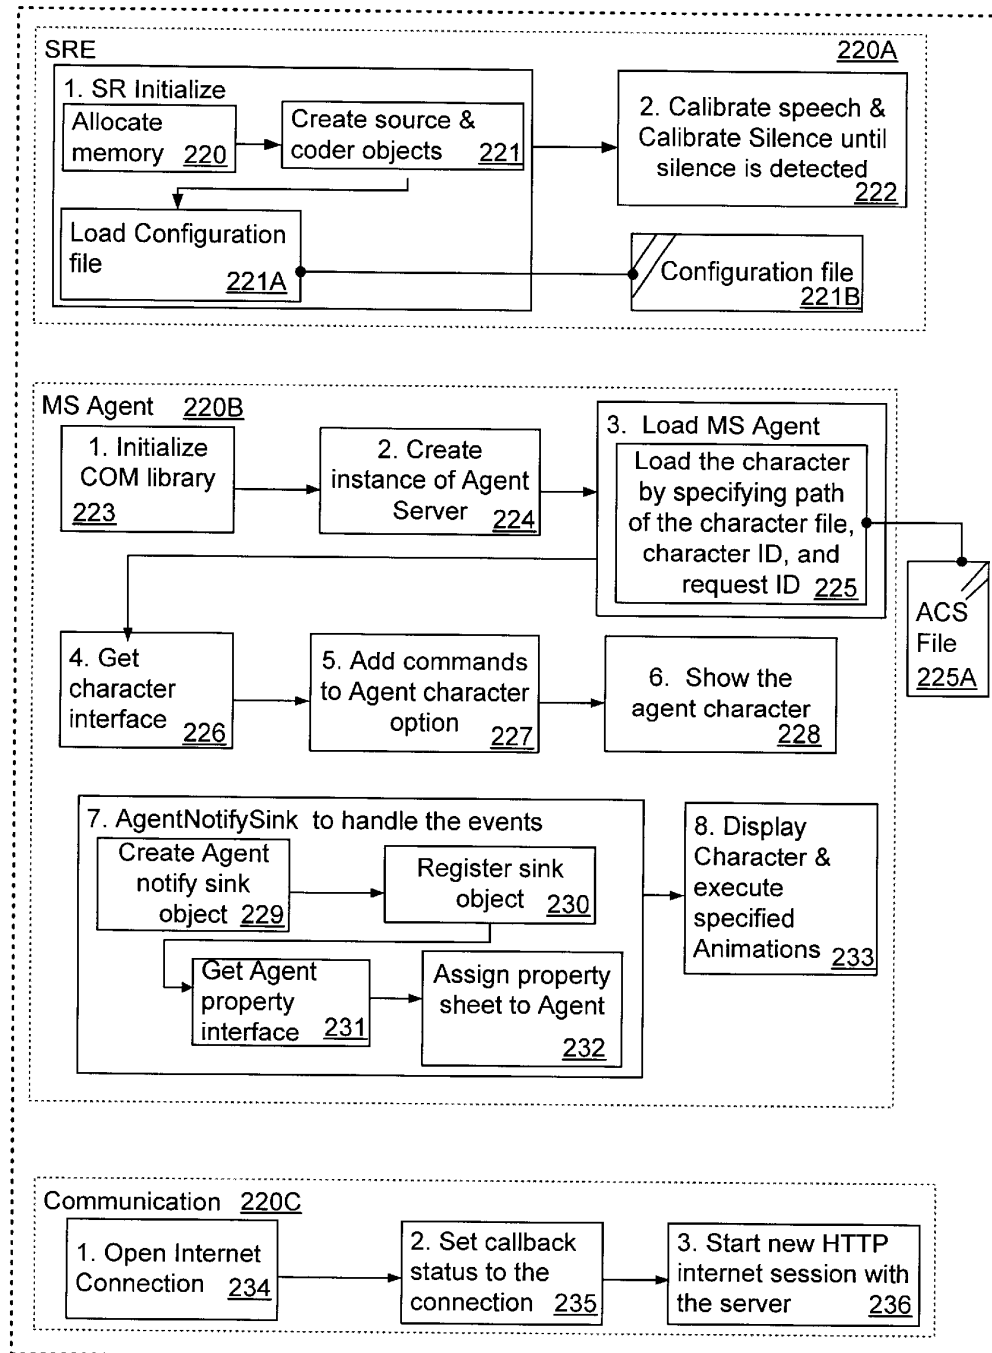 SRE
220A
1. SR Initialize
Allocate
memory 220
Create source &
coder objects 221
2. Calibrate speech &
Calibrate Silence until
silence is detected
222
Load Configuration
file
221A
Configuration file
221B
MS Agent 220B
1. Initialize
COM library
223
2. Create
instance of Agent
Server 224
3. Load MS Agent
Load the character
by specifying path
of the character file,
character ID, and
request ID 225
ACS
File
225A
4. Get
character
interface 226
5. Add commands
to Agent character
option 227
6. Show the
agent character
228
7. AgentNotifySink to handle the events
Create Agent
notify sink
object 229
Register sink
object 230
Get Agent
property
interface 231
Assign property
sheet to Agent
232
8. Display
Character &
execute
specified
Animations 233
Communication 220C
1. Open Internet
Connection 234
2. Set callback
status to the
connection 235
3. Start new HTTP
internet session with
the server 236